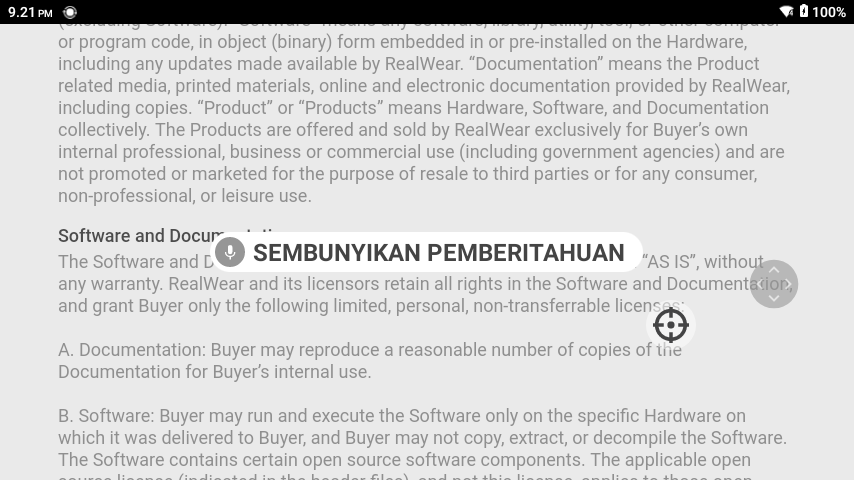 9.21 PM 100%
or program code, in object (binary) form embedded in or pre-installed on the Hardware,
including any updates made available by RealWear. “Documentation” means the Product
related media, printed materials, online and electronic documentation provided by RealWear,
including copies. “Product” or “Products” means Hardware, Software, and Documentation
collectively. The Products are offered and sold by RealWear exclusively for Buyer’s own
internal professional, business or commercial use (including government agencies) and are
not promoted or marketed for the purpose of resale to third parties or for any consumer,
non-professional, or leisure use.
Software and
SEMBUNYIKAN PEMBERITAHUAN
The Software and “AS IS”, without
any warranty. RealWear and its licensors retain all rights in the Software and Documentation,
and grant Buyer only the following limited, personal, non-transferrable licenses:
A. Documentation: Buyer may reproduce a reasonable number of copies of the
Documentation for Buyer’s internal use.
B. Software: Buyer may run and execute the Software only on the specific Hardware on
which it was delivered to Buyer, and Buyer may not copy, extract, or decompile the Software.
The Software contains certain open source software components. The applicable open